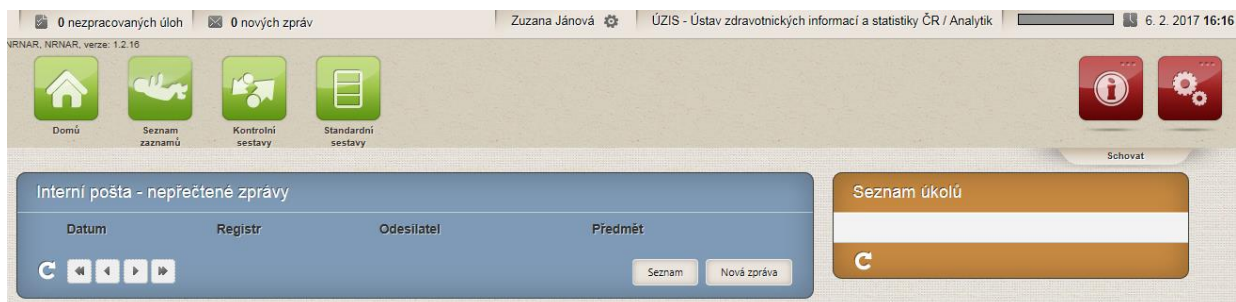 0 nezpracovaných úloh
0 nových zpráv
Zuzana Jánová
ÚZIS - Ústav zdravotnických informací a statistiky ČR / Analytik
6. 2. 2017 16:16
NRNAR, NRNAR, verze: 1.2.16
Domů
Seznam
zaznamů
Kontrolní
sestavy
Standardní
sestavy
Schovat
Interní pošta - nepřečtené zprávy
Datum
Registr
Odesilatel
Předmět
Seznam
Nová zpráva
Seznam úkolů